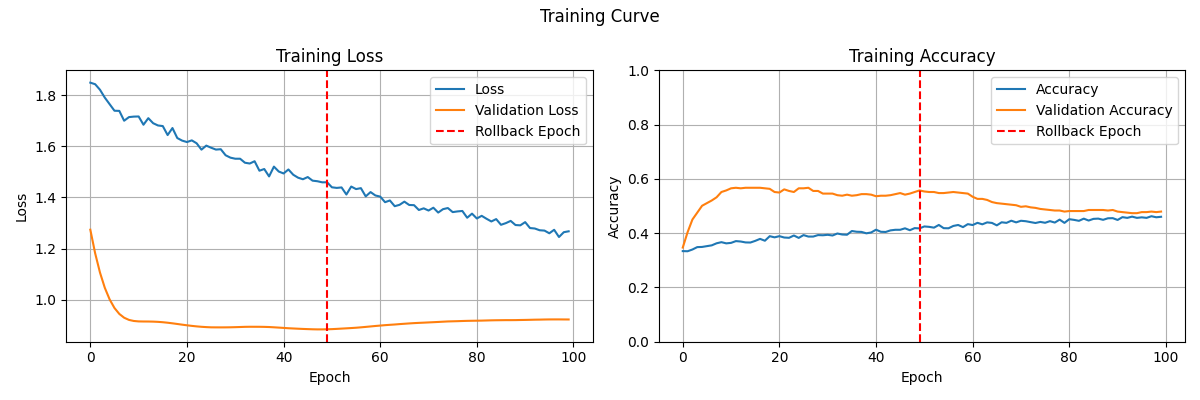 Training Curve
Training Loss
Loss
Validation Loss
Rollback Epoch
1.8
1.6
1.4
1.2
1.0
Loss
0
20
40
60
80
100
Epoch
Training Accuracy
Accuracy
Validation Accuracy
Rollback Epoch
1.0
0.8
0.6
0.4
0.2
0.0
Accuracy
0
20
40
60
80
100
Epoch